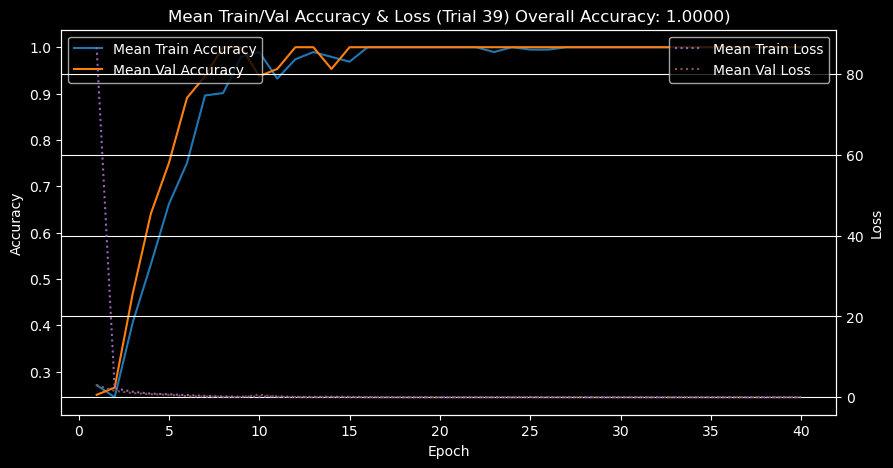 Mean Train/Val Accuracy & Loss (Trial 39) Overall Accuracy: 1.0000)
Mean Train Accuracy
Mean Val Accuracy
Mean Train Loss
Mean Val Loss
Accuracy
1.0
0.9
0.8
0.7
0.6
0.5
0.4
0.3
80
60
40
20
0
Loss
0 5 10 15 20 25 30 35 40
Epoch